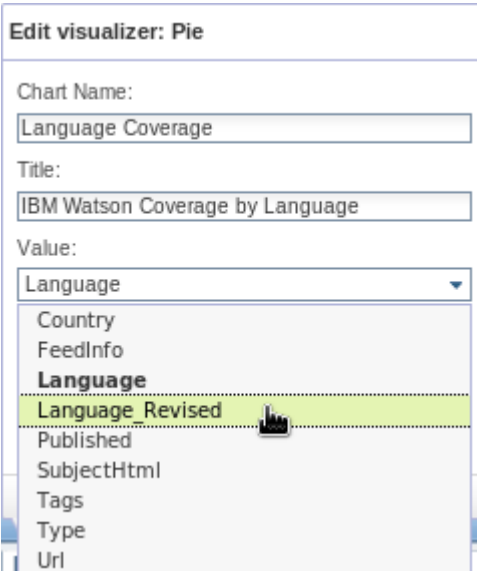 Edit visualizer: Pie
Chart Name:
Language Coverage
Title:
IBM Watson Coverage by Language
Value:
Language
Country
FeedInfo
Language
Language_Revised
Published
SubjectHtml
Tags
Type
Url